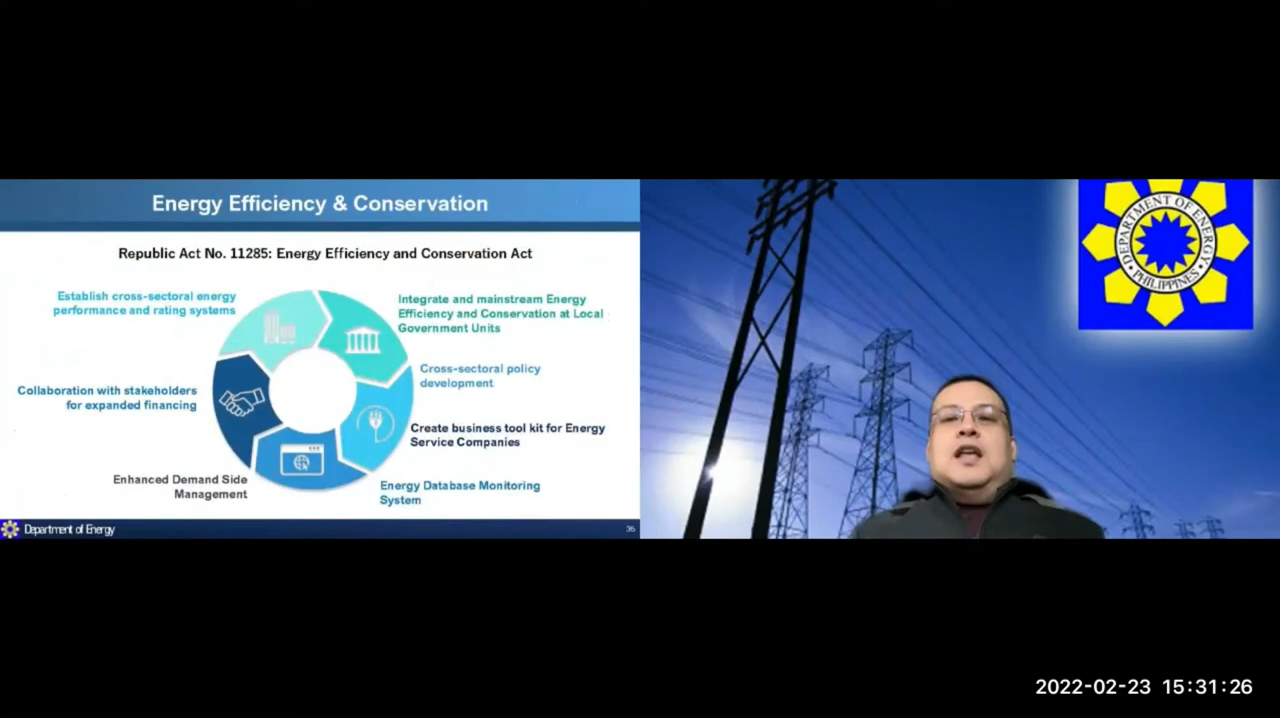 Energy Efficiency & Conservation
Republic Act No. 11285: Energy Efficiency and Conservation Act
Establish cross-sectoral energy
performance and rating systems
Integrate and mainstream Energy
Efficiency and Conservation at Local
Government Units
Cross-sectoral policy
development
Collaboration with stakeholders
for expanded financing
Create business tool kit for Energy
Service Companies
Enhanced Demand Side
Management
Energy Database Monitoring
System
Department of Energy
36
DEPARTMENT OF ENERGY
PHILIPPINES
2022-02-23 15:31:26